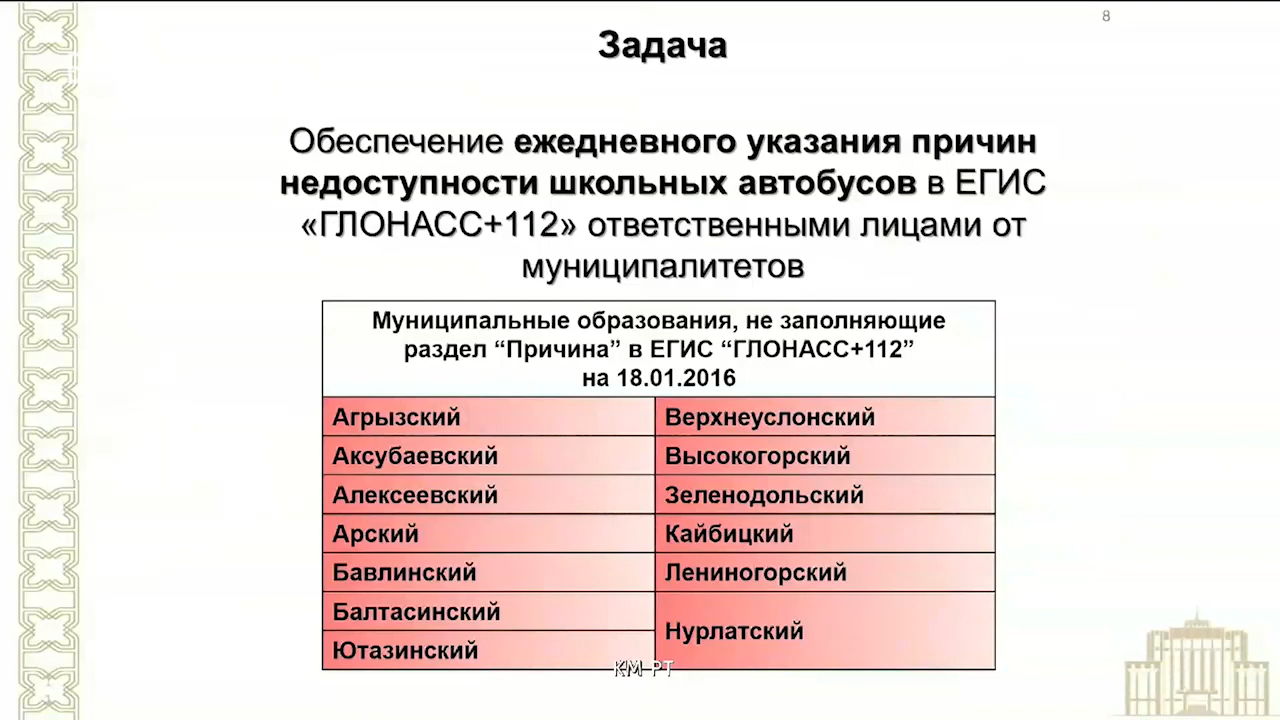 8
Задача
Обеспечение ежедневного указания причин
недоступности школьных автобусов в ЕГИС
«ГЛОНАСС+112» ответственными лицами от
муниципалитетов
Муниципальные образования, не заполняющие
раздел “Причина” в ЕГИС “ГЛОНАСС+112”
на 18.01.2016
Агрызский
Верхнеуслонский
Аксубаевский
Высокогорский
Алексеевский
Зеленодольский
Арский
Кайбицкий
Бавлинский
Лениногорский
Балтасинский
Нурлатский
Ютазинский
КМ РТ